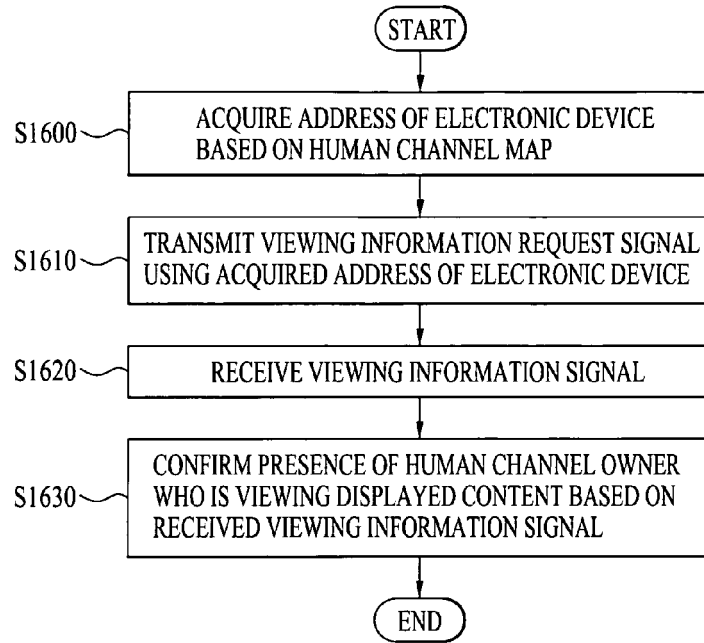 START
S1600
ACQUIRE ADDRESS OF ELECTRONIC DEVICE
BASED ON HUMAN CHANNEL MAP
S1610
TRANSMIT VIEWING INFORMATION REQUEST SIGNAL
USING ACQUIRED ADDRESS OF ELECTRONIC DEVICE
S1620
RECEIVE VIEWING INFORMATION SIGNAL
S1630
CONFIRM PRESENCE OF HUMAN CHANNEL OWNER
WHO IS VIEWING DISPLAYED CONTENT BASED ON
RECEIVED VIEWING INFORMATION SIGNAL
END